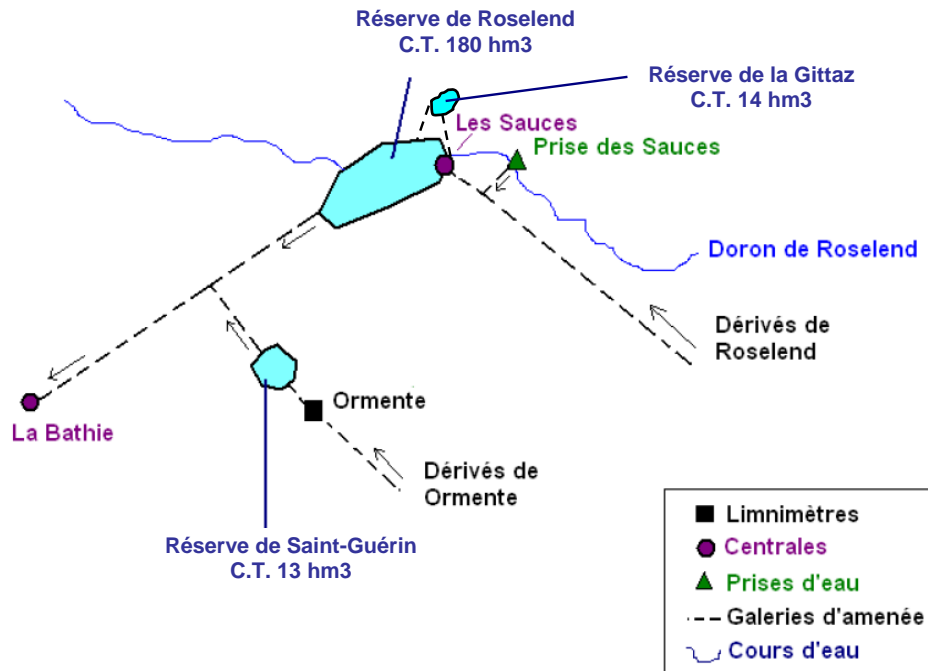 Réserve de Roselend
C.T. 180 hm3
Réserve de la Gittaz
C.T. 14 hm3
Les Sauces
Prise des Sauces
Doron de Roselend
Dérivés de
Roselend
Ormente
La Bathie
Dérivés de
Ormente
Réserve de Saint-Guérin
C.T. 13 hm3
Limnimètres
Centrales
Prises d'eau
Galeries d'amenée
Cours d'eau